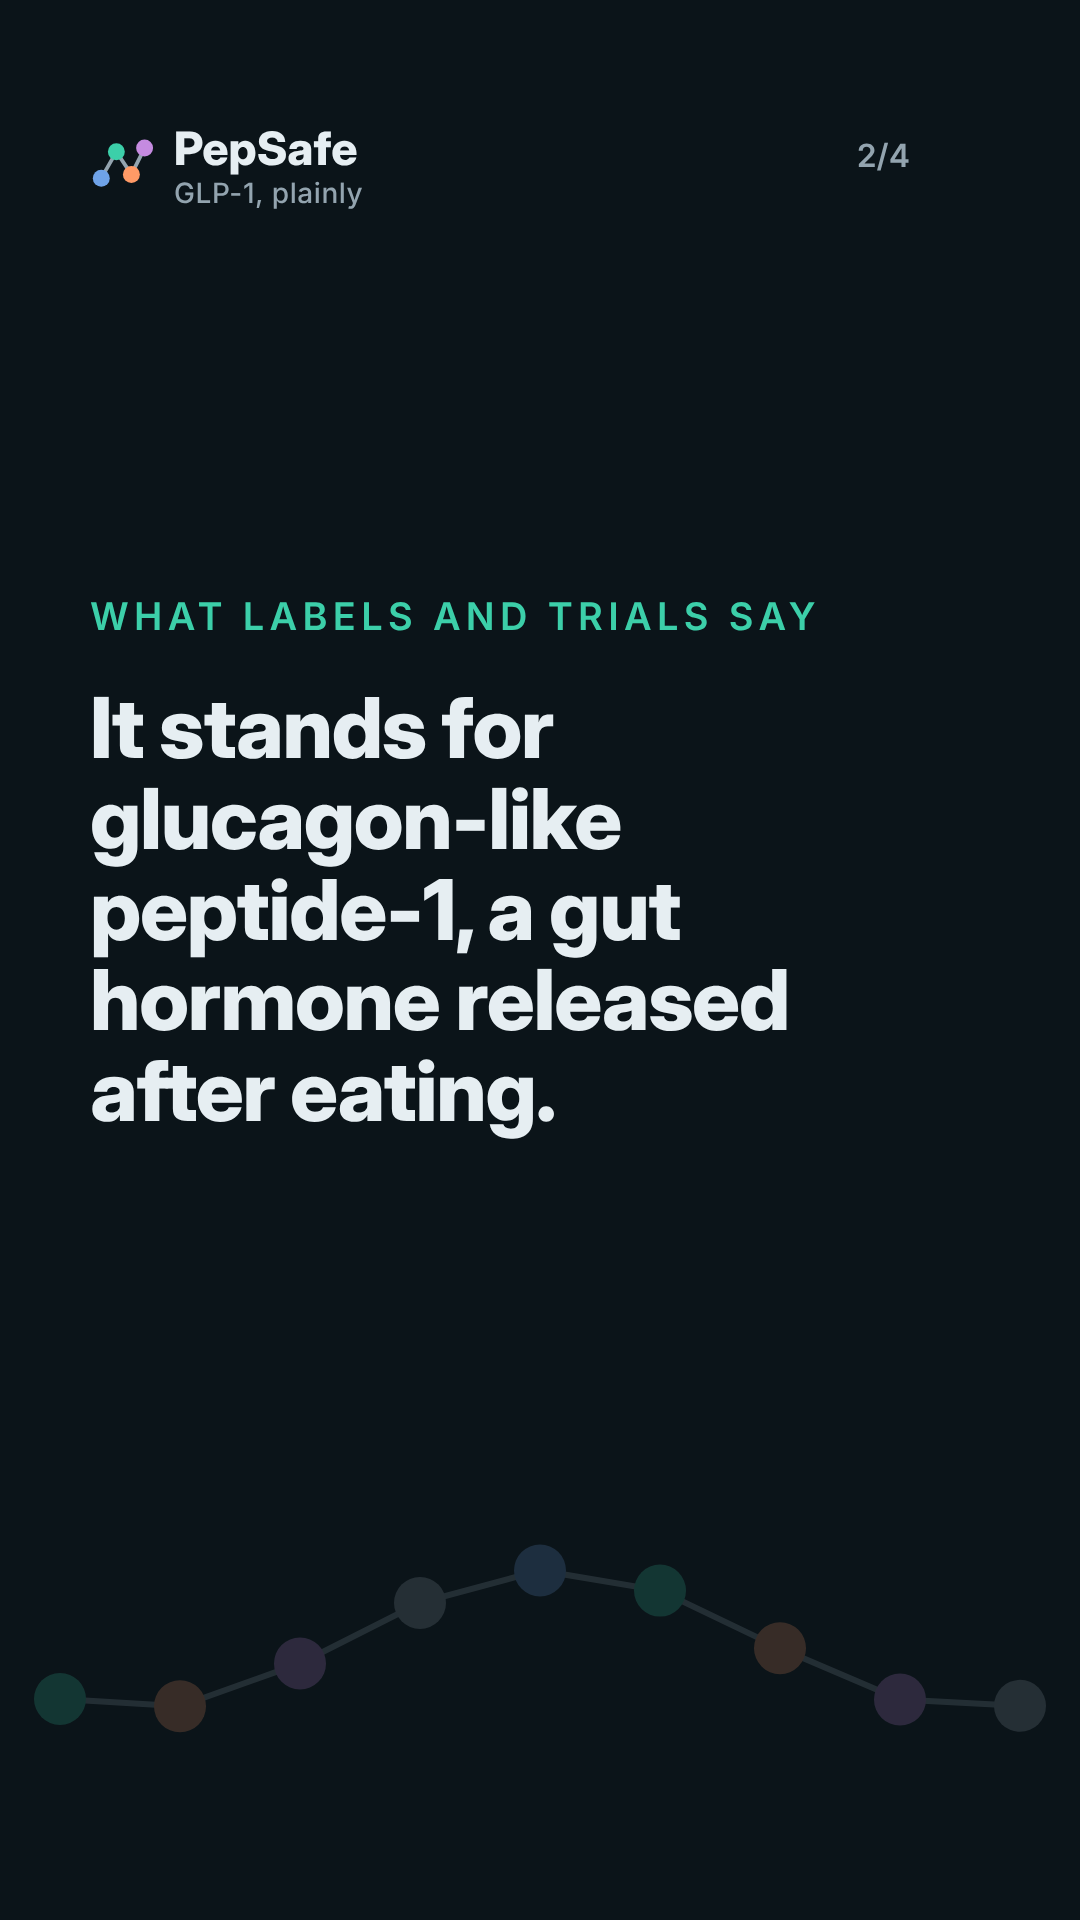 PepSafe
GLP-1, plainly
2/4
WHAT LABELS AND TRIALS SAY
It stands for
glucagon-like
peptide-1, a gut
hormone released
after eating.